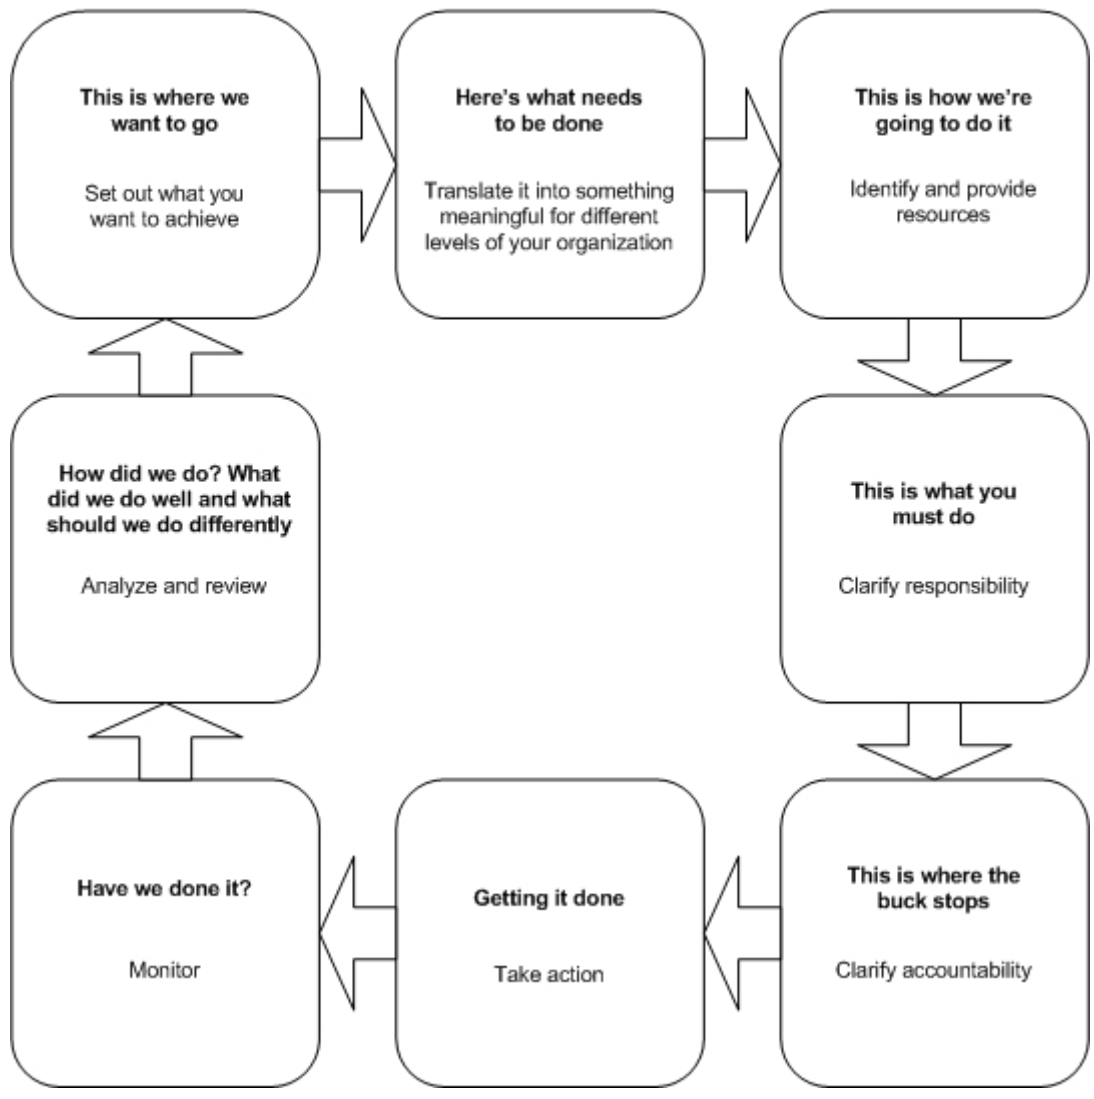 This is where we
want to go
Set out what you
want to achieve
Here's what needs
to be done
Translate it into something
meaningful for different
levels of your organization
This is how we're
going to do it
Identify and provide
resources
This is what you
must do
Clarify responsibility
This is where the
buck stops
Clarify accountability
Getting it done
Take action
Have we done it?
Monitor
How did we do? What
did we do well and what
should we do differently
Analyze and review